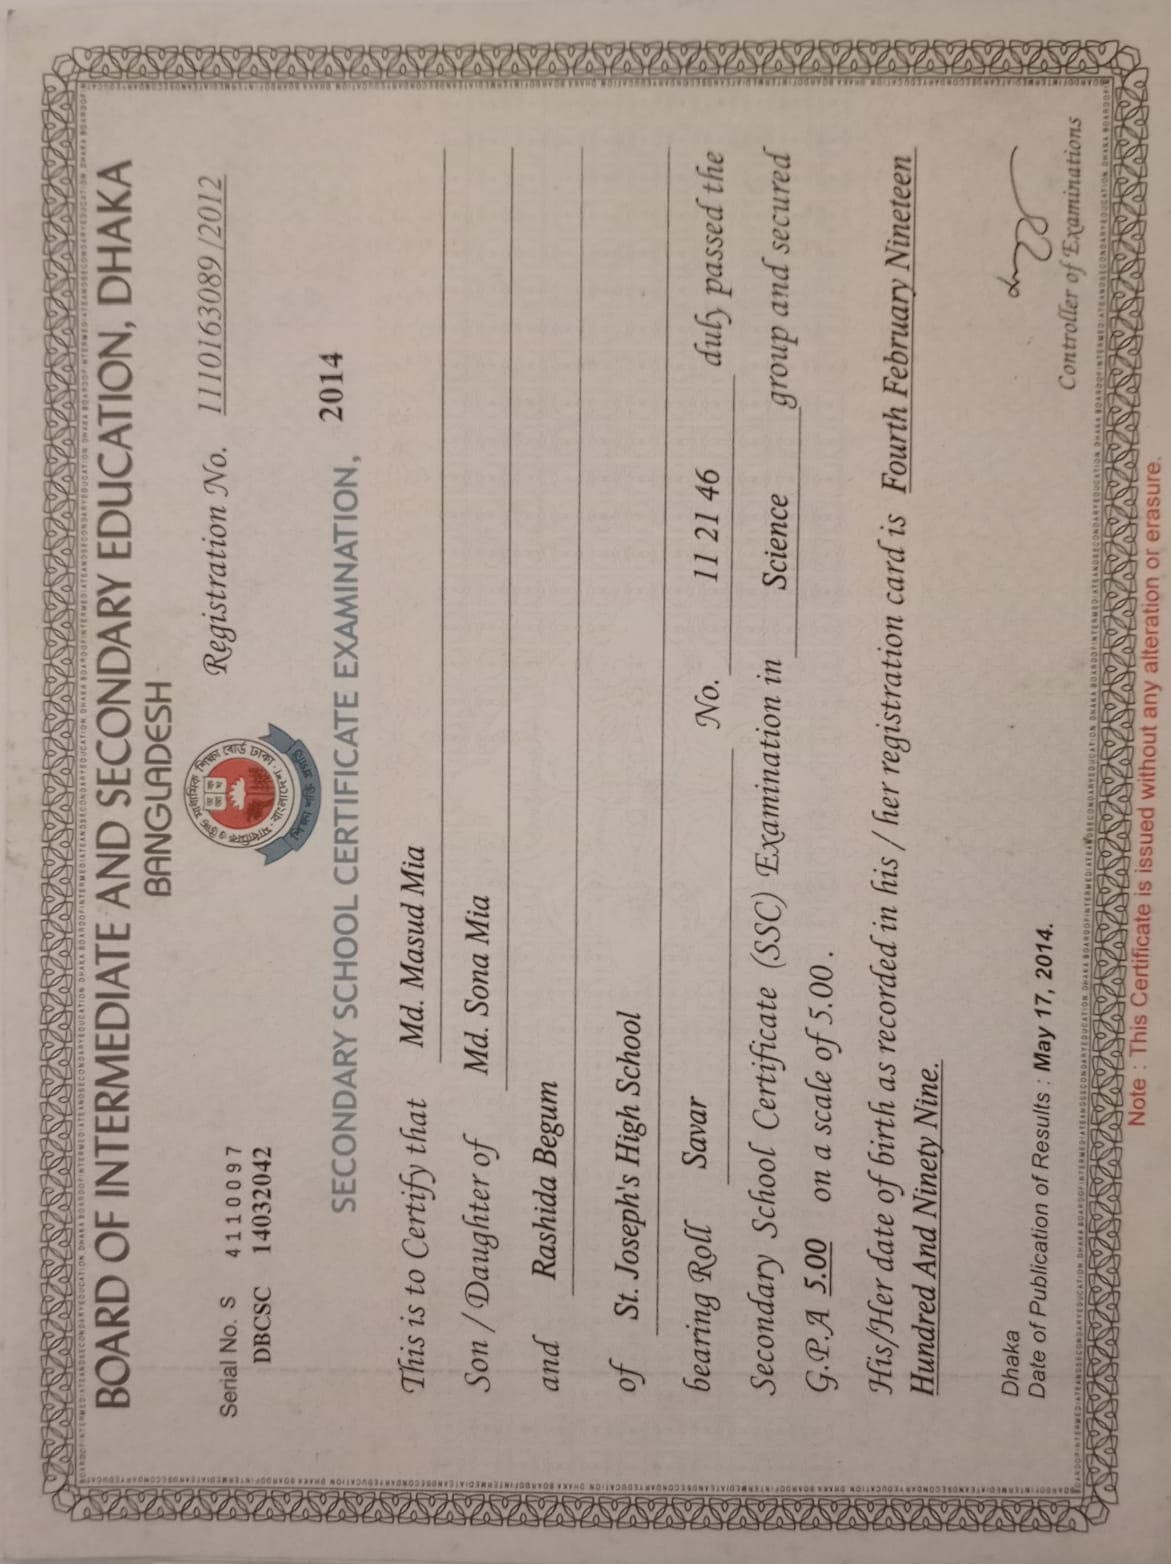 BOARD OF INTERMEDIATE AND SECONDARY EDUCATION, DHAKA
BANGLADESH
Serial No. S 4110097
DBCSC 14032042
Registration No. 1110163089 /2012
মাধ্যমিক ও উচ্চ মাধ্যমিক শিক্ষা বোর্ড ঢাকা
বাংলাদেশ
SECONDARY SCHOOL CERTIFICATE EXAMINATION, 2014
This is to Certify that Md. Masud Mia
Son / Daughter of Md. Sona Mia
and Rashida Begum
of St. Joseph's High School
bearing Roll Savar No. 11 21 46 duly passed the
Secondary School Certificate (SSC) Examination in Science group and secured
G.P.A 5.00 on a scale of 5.00 .
His/Her date of birth as recorded in his / her registration card is Fourth February Nineteen
Hundred And Ninety Nine.
Dhaka
Date of Publication of Results : May 17, 2014.
Controller of Examinations
Note : This Certificate is issued without any alteration or erasure.